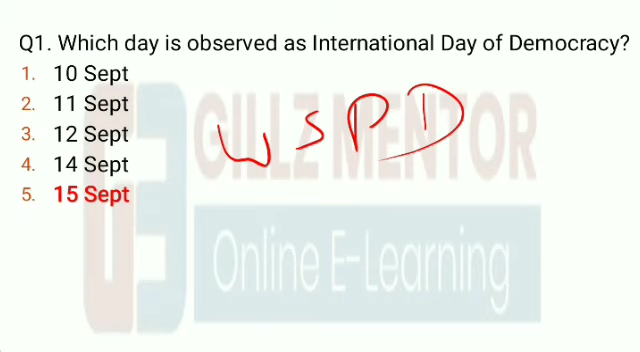 Q1. Which day is observed as International Day of Democracy?
1. 10 Sept
2. 11 Sept
3. 12 Sept
4. 14 Sept
5. 15 Sept
WSPD
GILLZ MENTOR
Online E-Learning